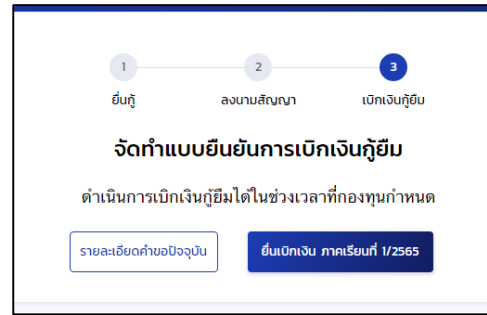 1 2 3
ยื่นกู้ ลงนามสัญญา เบิกเงินกู้ยืม
จัดทำแบบยืนยันการเบิกเงินกู้ยืม
ดำเนินการเบิกเงินกู้ยืมได้ในช่วงเวลาที่กองทุนกำหนด
รายละเอียดคำขอปัจจุบัน ยื่นเบิกเงิน ภาคเรียนที่ 1/2565